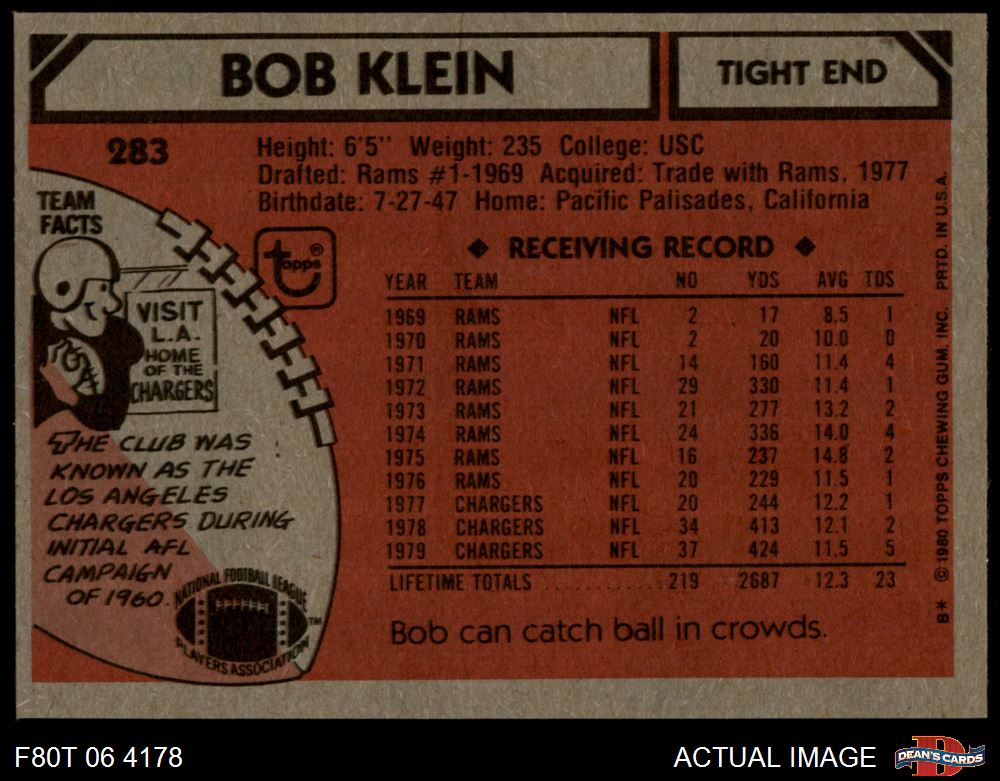 BOB KLEIN
TIGHT END
283
Height: 6'5'' Weight: 235 College: USC
Drafted: Rams #1-1969 Acquired: Trade with Rams, 1977
Birthdate: 7-27-47 Home: Pacific Palisades, California
TEAM
FACTS
VISIT
L.A.
HOME
OF THE
CHARGERS
THE CLUB WAS
KNOWN AS THE
LOS ANGELES
CHARGERS DURING
INITIAL AFL
CAMPAIGN
OF 1960.
topps®
NATIONAL FOOTBALL LEAGUE
PLAYERS ASSOCIATION
TM
◆ RECEIVING RECORD ◆
YEAR TEAM NO YDS AVG TDS
1969 RAMS NFL 2 17 8.5 1
1970 RAMS NFL 2 20 10.0 0
1971 RAMS NFL 14 160 11.4 4
1972 RAMS NFL 29 330 11.4 1
1973 RAMS NFL 21 277 13.2 2
1974 RAMS NFL 24 336 14.0 4
1975 RAMS NFL 16 237 14.8 2
1976 RAMS NFL 20 229 11.5 1
1977 CHARGERS NFL 20 244 12.2 1
1978 CHARGERS NFL 34 413 12.1 2
1979 CHARGERS NFL 37 424 11.5 5
LIFETIME TOTALS ............ 219 2687 12.3 23
Bob can catch ball in crowds.
B* © 1980 TOPPS CHEWING GUM, INC. PRTD. IN U.S.A.
F80T 06 4178
ACTUAL IMAGE
D
DEAN'S CARDS